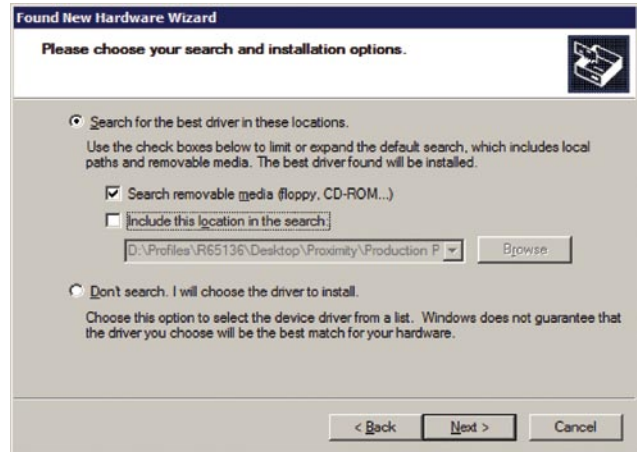 Found New Hardware Wizard
Please choose your search and installation options.
Search for the best driver in these locations.
Use the check boxes below to limit or expand the default search, which includes local
paths and removable media. The best driver found will be installed.
Search removable media (floppy, CD-ROM...)
Include this location in the search:
D:\Profiles\R65136\Desktop\Proximity\Production P
Browse
Don't search. I will choose the driver to install.
Choose this option to select the device driver from a list. Windows does not guarantee that
the driver you choose will be the best match for your hardware.
< Back Next > Cancel